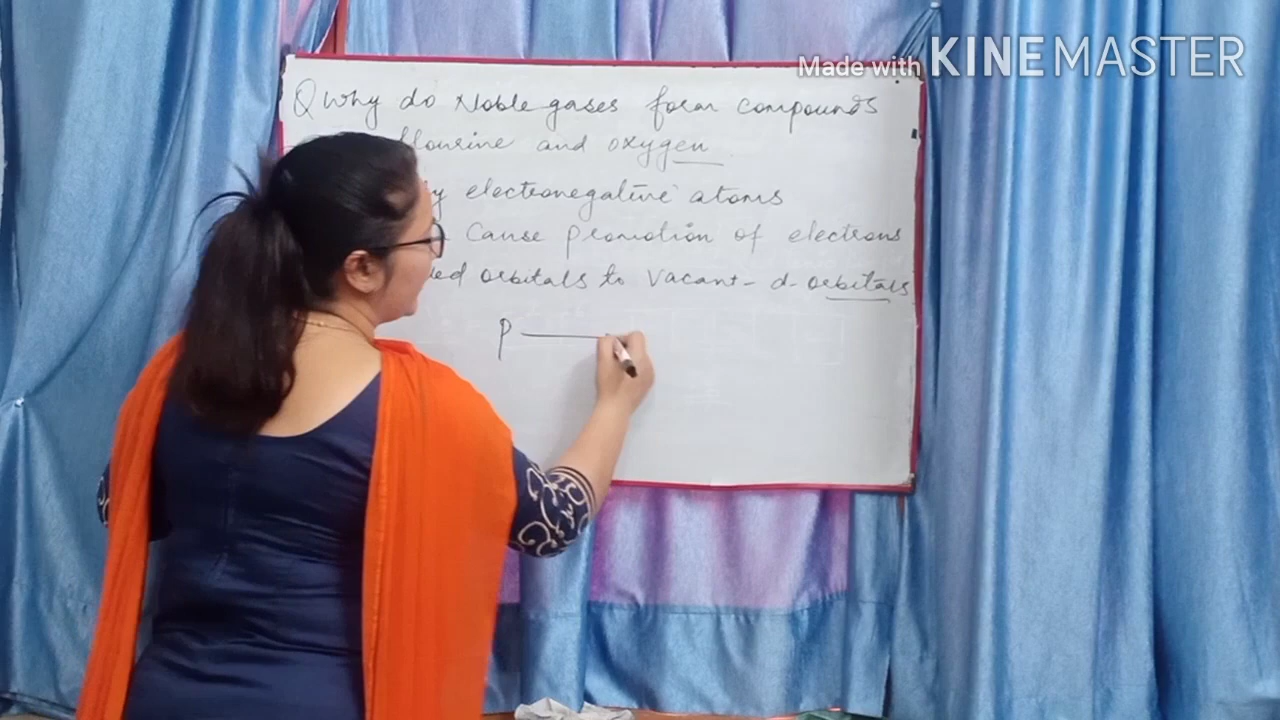 Made with KINEMASTER
Q Why do Noble gases form compounds
flourine and oxygen
electronegative atoms
Cause promotion of electrons
orbitals to Vacant - d - orbitals
P